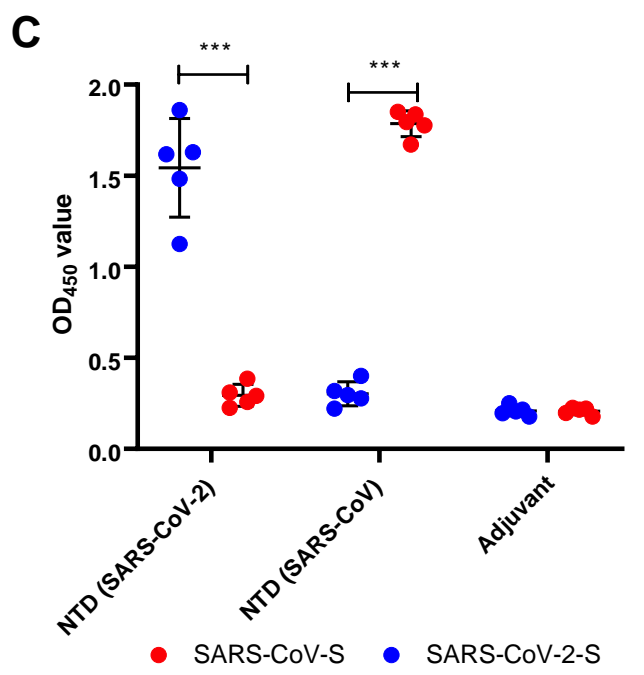 C
*** ***
2.0
1.5
1.0
0.5
0.0
OD450 value
NTD (SARS-CoV-2)
NTD (SARS-CoV)
Adjuvant
SARS-CoV-S SARS-CoV-2-S